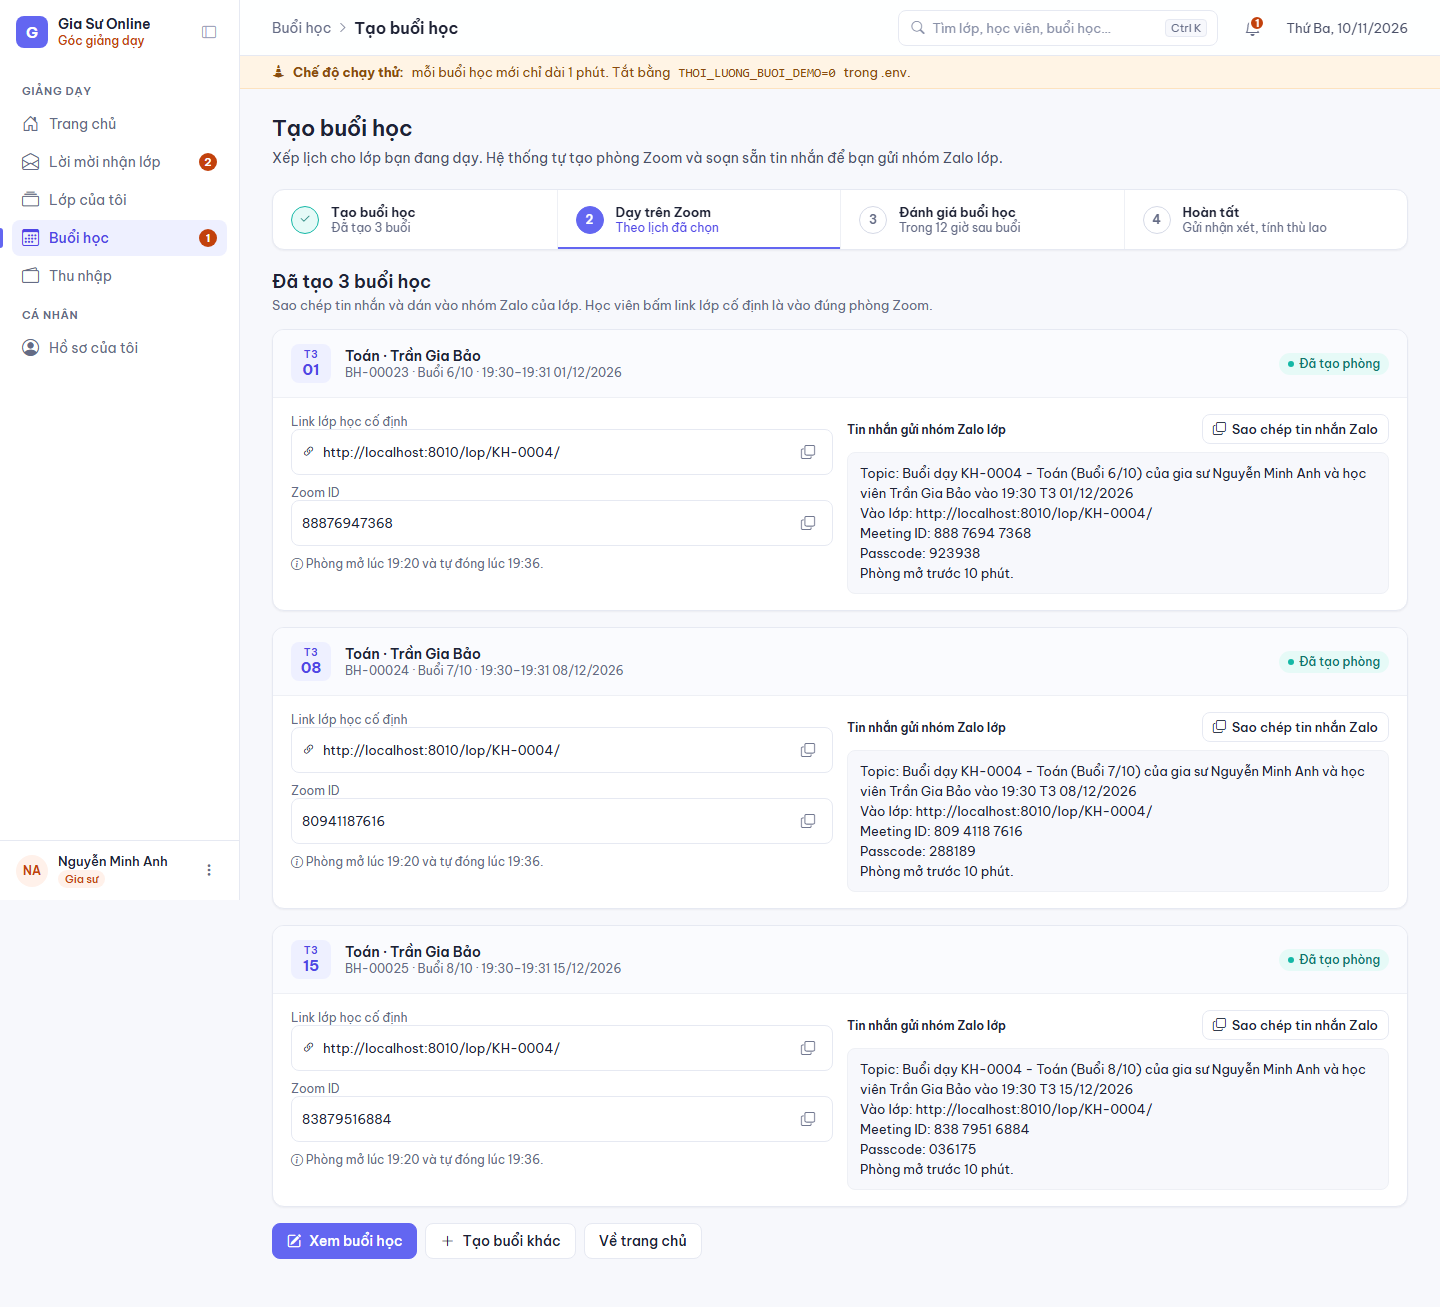 G
Gia Sư Online
Góc giảng dạy
GIẢNG DẠY
Trang chủ
Lời mời nhận lớp 2
Lớp của tôi
Buổi học 1
Thu nhập
CÁ NHÂN
Hồ sơ của tôi
NA
Nguyễn Minh Anh
Gia sư
Buổi học > Tạo buổi học
Tìm lớp, học viên, buổi học... Ctrl K
1
Thứ Ba, 10/11/2026
Chế độ chạy thử: mỗi buổi học mới chỉ dài 1 phút. Tắt bằng THOI_LUONG_BUOI_DEMO=0 trong .env.
Tạo buổi học
Xếp lịch cho lớp bạn đang dạy. Hệ thống tự tạo phòng Zoom và soạn sẵn tin nhắn để bạn gửi nhóm Zalo lớp.
Tạo buổi học
Đã tạo 3 buổi
2
Dạy trên Zoom
Theo lịch đã chọn
3
Đánh giá buổi học
Trong 12 giờ sau buổi
4
Hoàn tất
Gửi nhận xét, tính thù lao
Đã tạo 3 buổi học
Sao chép tin nhắn và dán vào nhóm Zalo của lớp. Học viên bấm link lớp cố định là vào đúng phòng Zoom.
T3
01
Toán · Trần Gia Bảo
BH-00023 · Buổi 6/10 · 19:30–19:31 01/12/2026
Đã tạo phòng
Link lớp học cố định
http://localhost:8010/lop/KH-0004/
Zoom ID
88876947368
Phòng mở lúc 19:20 và tự đóng lúc 19:36.
Tin nhắn gửi nhóm Zalo lớp
Sao chép tin nhắn Zalo
Topic: Buổi dạy KH-0004 - Toán (Buổi 6/10) của gia sư Nguyễn Minh Anh và học
viên Trần Gia Bảo vào 19:30 T3 01/12/2026
Vào lớp: http://localhost:8010/lop/KH-0004/
Meeting ID: 888 7694 7368
Passcode: 923938
Phòng mở trước 10 phút.
T3
08
Toán · Trần Gia Bảo
BH-00024 · Buổi 7/10 · 19:30–19:31 08/12/2026
Đã tạo phòng
Link lớp học cố định
http://localhost:8010/lop/KH-0004/
Zoom ID
80941187616
Phòng mở lúc 19:20 và tự đóng lúc 19:36.
Tin nhắn gửi nhóm Zalo lớp
Sao chép tin nhắn Zalo
Topic: Buổi dạy KH-0004 - Toán (Buổi 7/10) của gia sư Nguyễn Minh Anh và học
viên Trần Gia Bảo vào 19:30 T3 08/12/2026
Vào lớp: http://localhost:8010/lop/KH-0004/
Meeting ID: 809 4118 7616
Passcode: 288189
Phòng mở trước 10 phút.
T3
15
Toán · Trần Gia Bảo
BH-00025 · Buổi 8/10 · 19:30–19:31 15/12/2026
Đã tạo phòng
Link lớp học cố định
http://localhost:8010/lop/KH-0004/
Zoom ID
83879516884
Phòng mở lúc 19:20 và tự đóng lúc 19:36.
Tin nhắn gửi nhóm Zalo lớp
Sao chép tin nhắn Zalo
Topic: Buổi dạy KH-0004 - Toán (Buổi 8/10) của gia sư Nguyễn Minh Anh và học
viên Trần Gia Bảo vào 19:30 T3 15/12/2026
Vào lớp: http://localhost:8010/lop/KH-0004/
Meeting ID: 838 7951 6884
Passcode: 036175
Phòng mở trước 10 phút.
Xem buổi học
Tạo buổi khác
Về trang chủ